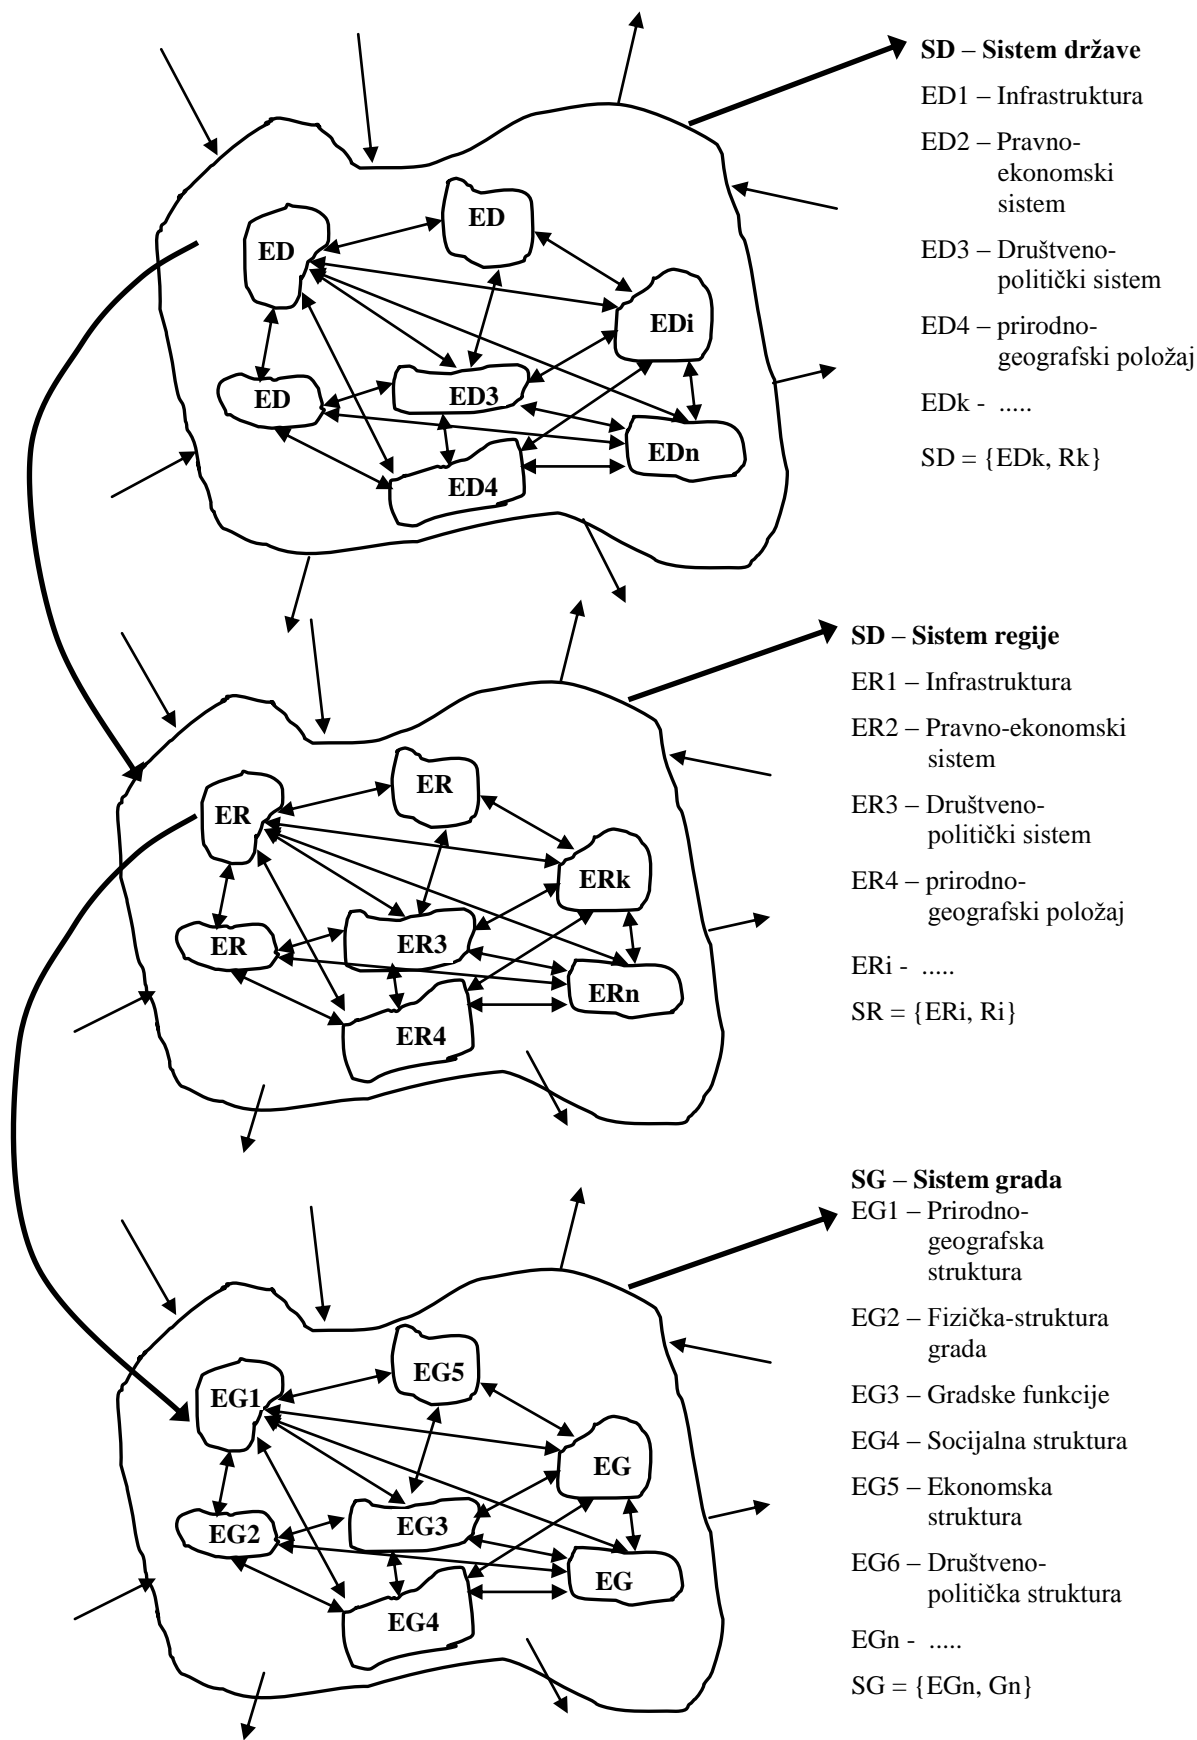 SD – Sistem države
ED1 – Infrastruktura
ED2 – Pravno-
ekonomski
sistem
ED3 – Društveno-
politički sistem
ED4 – prirodno-
geografski položaj
EDk - .....
SD = {EDk, Rk}
ED
ED
EDi
ED
ED3
EDn
ED4
SD – Sistem regije
ER1 – Infrastruktura
ER2 – Pravno-ekonomski
sistem
ER3 – Društveno-
politički sistem
ER4 – prirodno-
geografski položaj
ERi - .....
SR = {ERi, Ri}
ER
ER
ERk
ER
ER3
ERn
ER4
SG – Sistem grada
EG1 – Prirodno-
geografska
struktura
EG2 – Fizička-struktura
grada
EG3 – Gradske funkcije
EG4 – Socijalna struktura
EG5 – Ekonomska
struktura
EG6 – Društveno-
politička struktura
EGn - .....
SG = {EGn, Gn}
EG5
EG1
EG
EG2
EG3
EG
EG4